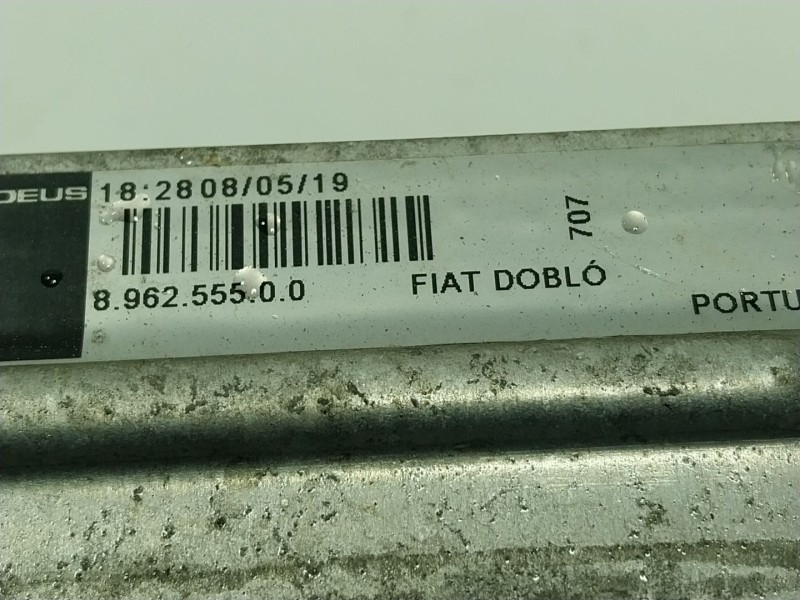 DEUS 18:28 08/05/19
707
8.962.555.0.0 FIAT DOBLÓ
PORTU